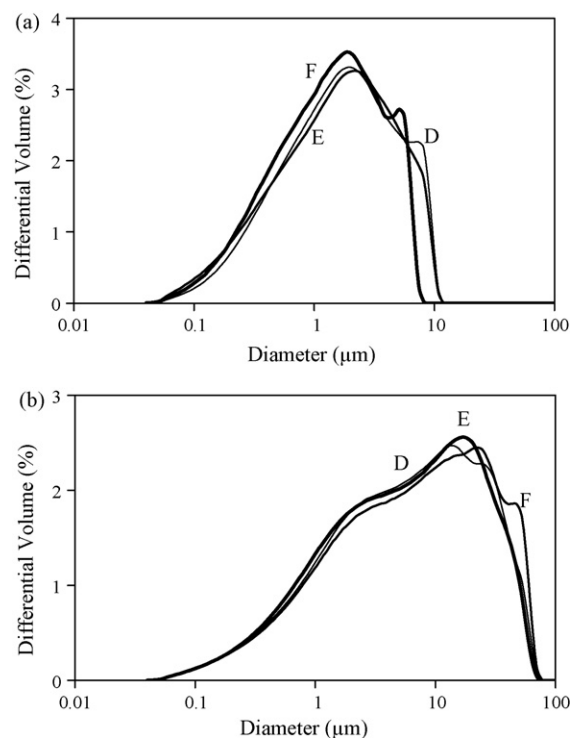 (a)
4
3
2
1
0
Differential Volume (%)
F
E
D
0.01 0.1 1 10 100
Diameter (µm)
(b)
3
2
1
0
Differential Volume (%)
E
D
F
0.01 0.1 1 10 100
Diameter (µm)